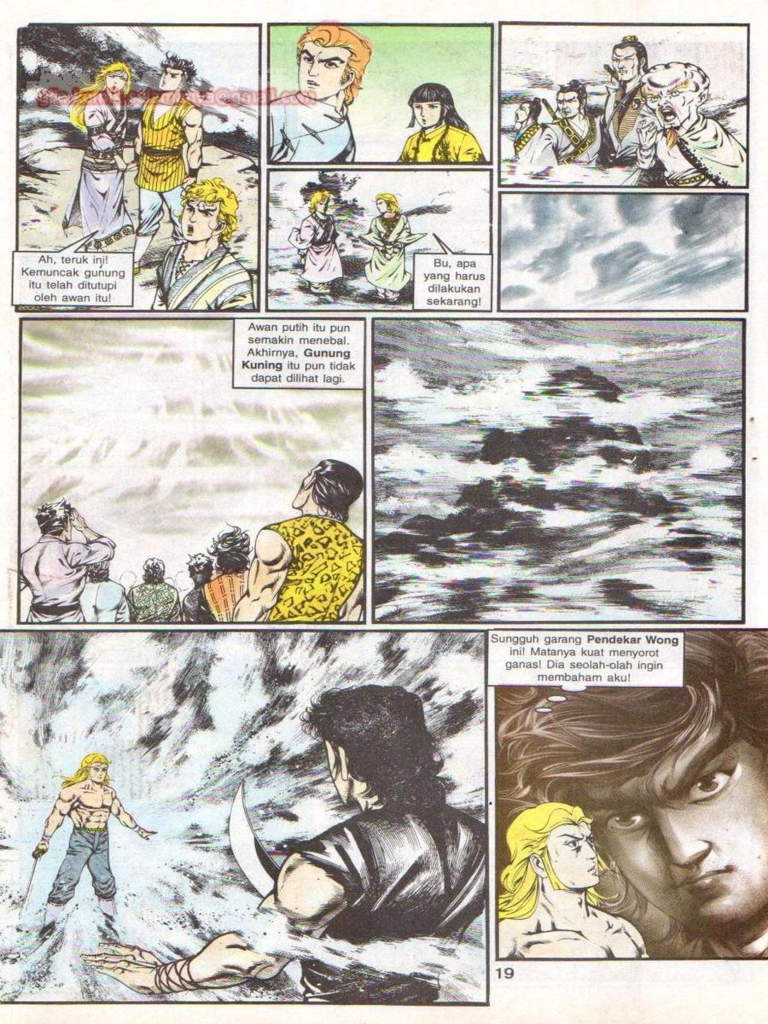 Ah, teruk ini!
Kemuncak gunung
itu telah ditutupi
oleh awan itu!
Bu, apa
yang harus
dilakukan
sekarang!
Awan putih itu pun
semakin menebal.
Akhirnya, Gunung
Kuning itu pun tidak
dapat dilihat lagi.
Sungguh garang Pendekar Wong
ini! Matanya kuat menyorot
ganas! Dia seolah-olah ingin
membaham aku!
19